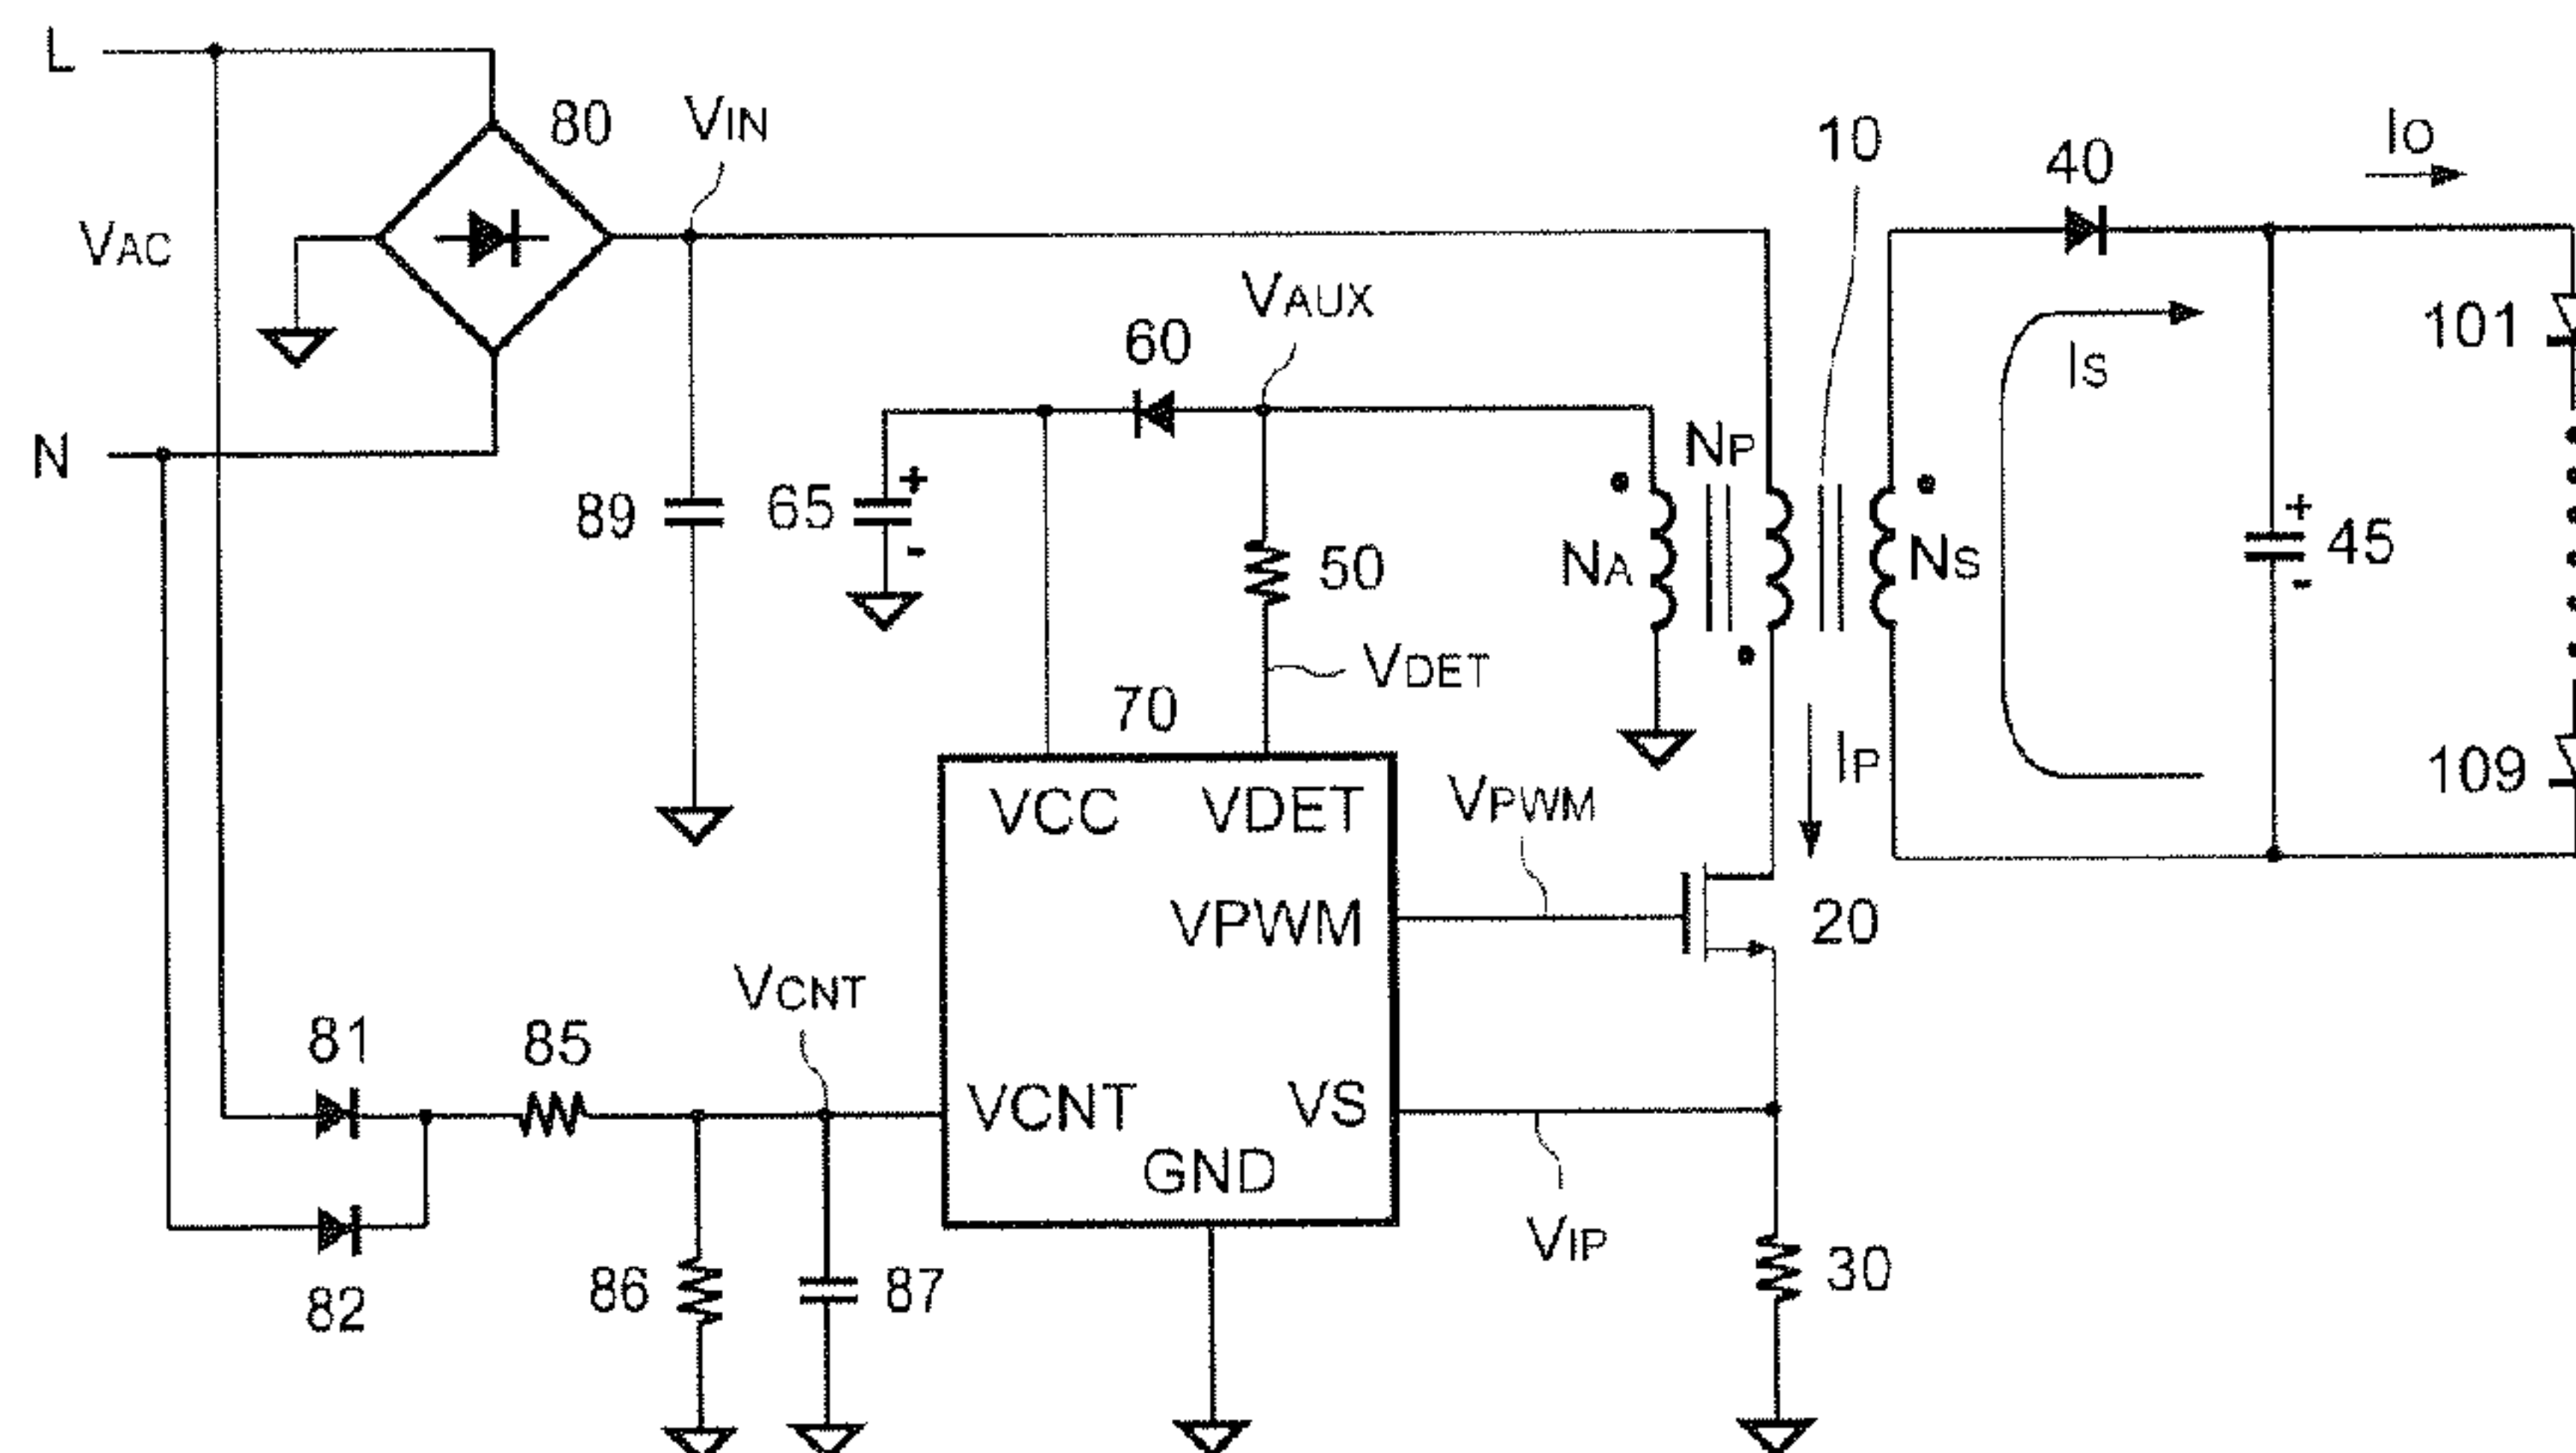 L
80
VIN
10
40
IO
VAC
VAUX
60
101
IS
N
NP
89
65
+
-
50
NA
NS
+
45
-
VDET
70
IP
109
VPWM
VCC
VDET
VPWM
20
VCNT
81
85
VCNT
VS
GND
82
86
87
VIP
30